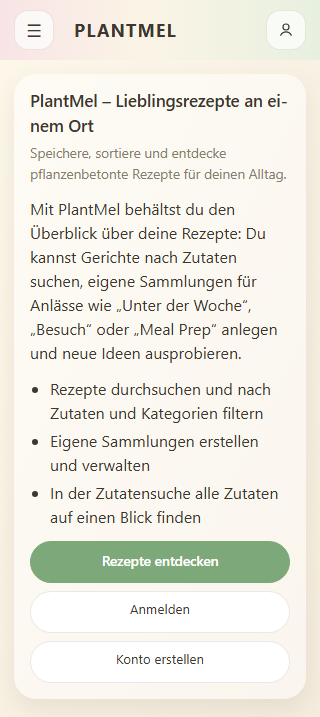 PLANTMEL
PlantMel – Lieblingsrezepte an ei-
nem Ort
Speichere, sortiere und entdecke
pflanzenbetonte Rezepte für deinen Alltag.
Mit PlantMel behältst du den
Überblick über deine Rezepte: Du
kannst Gerichte nach Zutaten
suchen, eigene Sammlungen für
Anlässe wie „Unter der Woche“,
„Besuch“ oder „Meal Prep“ anlegen
und neue Ideen ausprobieren.
• Rezepte durchsuchen und nach
Zutaten und Kategorien filtern
• Eigene Sammlungen erstellen
und verwalten
• In der Zutatensuche alle Zutaten
auf einen Blick finden
Rezepte entdecken
Anmelden
Konto erstellen